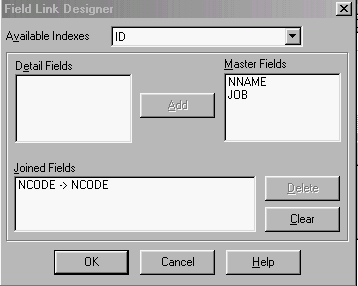 Field Link Designer
Available Indexes ID
Detail Fields
Master Fields
Add
NNAME
JOB
Joined Fields
NCODE -> NCODE
Delete
Clear
OK Cancel Help